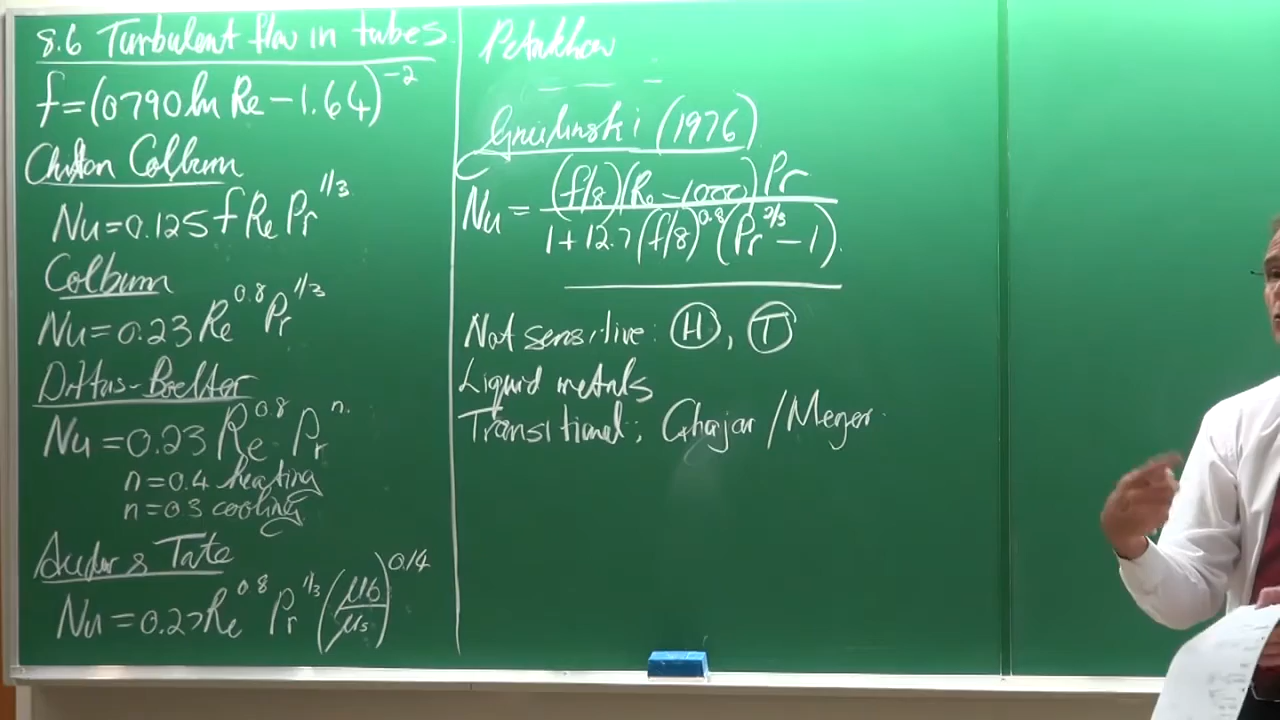 8.6 Turbulent flow in tubes
f=(0790 ln Re - 1.64)^-2
Chilton Colburn
Nu=0.125 f Re Pr^1/3
Colburn
Nu=0.23 Re^0.8 Pr^1/3
Dittus-Boelter
Nu=0.23 Re^0.8 Pr^n.
n=0.4 heating
n=0.3 cooling
& Tate
Nu=0.27 Re^0.8 Pr^1/3 (μb/μs)^0.14
Petukhov
Gnielinski (1976)
Nu = (f/8)(Re-1000)Pr / 1+12.7(f/8)^0.8(Pr^2/3-1).
Not sensitive: H, T
Liquid metals
Transitional; Ghajar /Meyer.